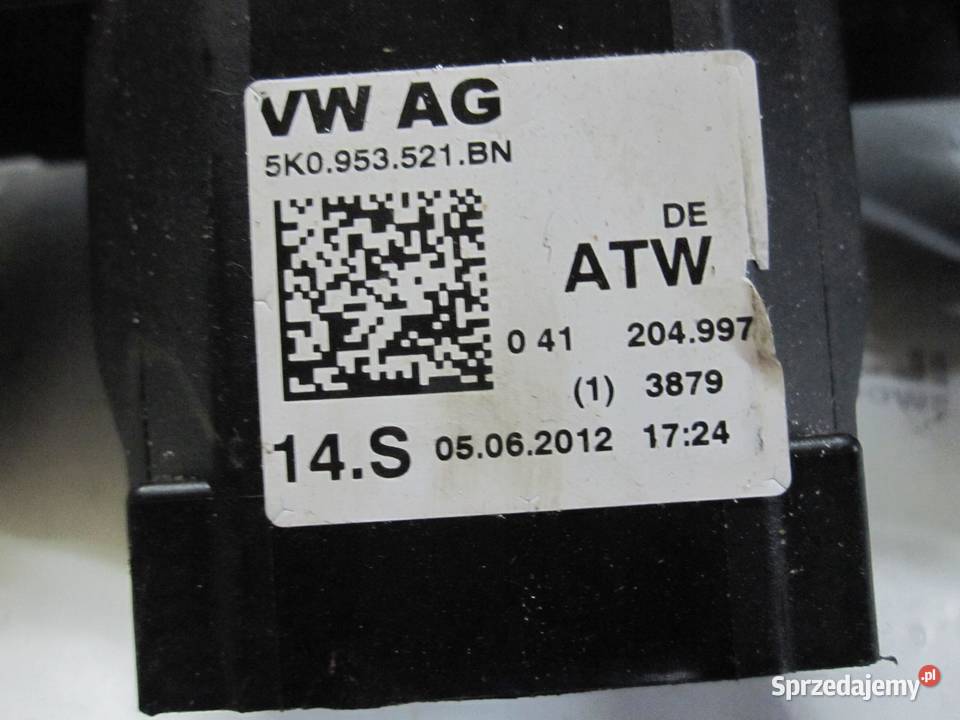 VW AG
5K0.953.521.BN
DE
ATW
0 41 204.997
(1) 3879
14.S 05.06.2012 17:24
Sprzedajemy.pl